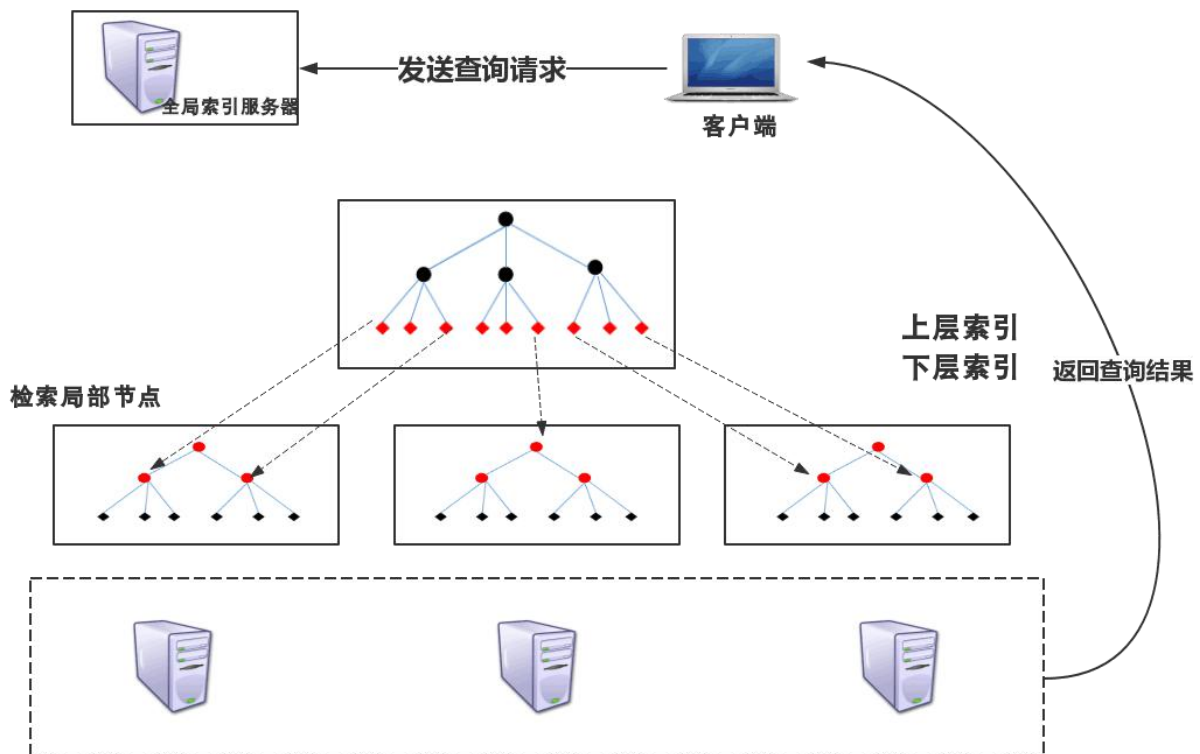 发送查询请求
全局索引服务器
客户端
上层索引
下层索引
返回查询结果
检索局部节点